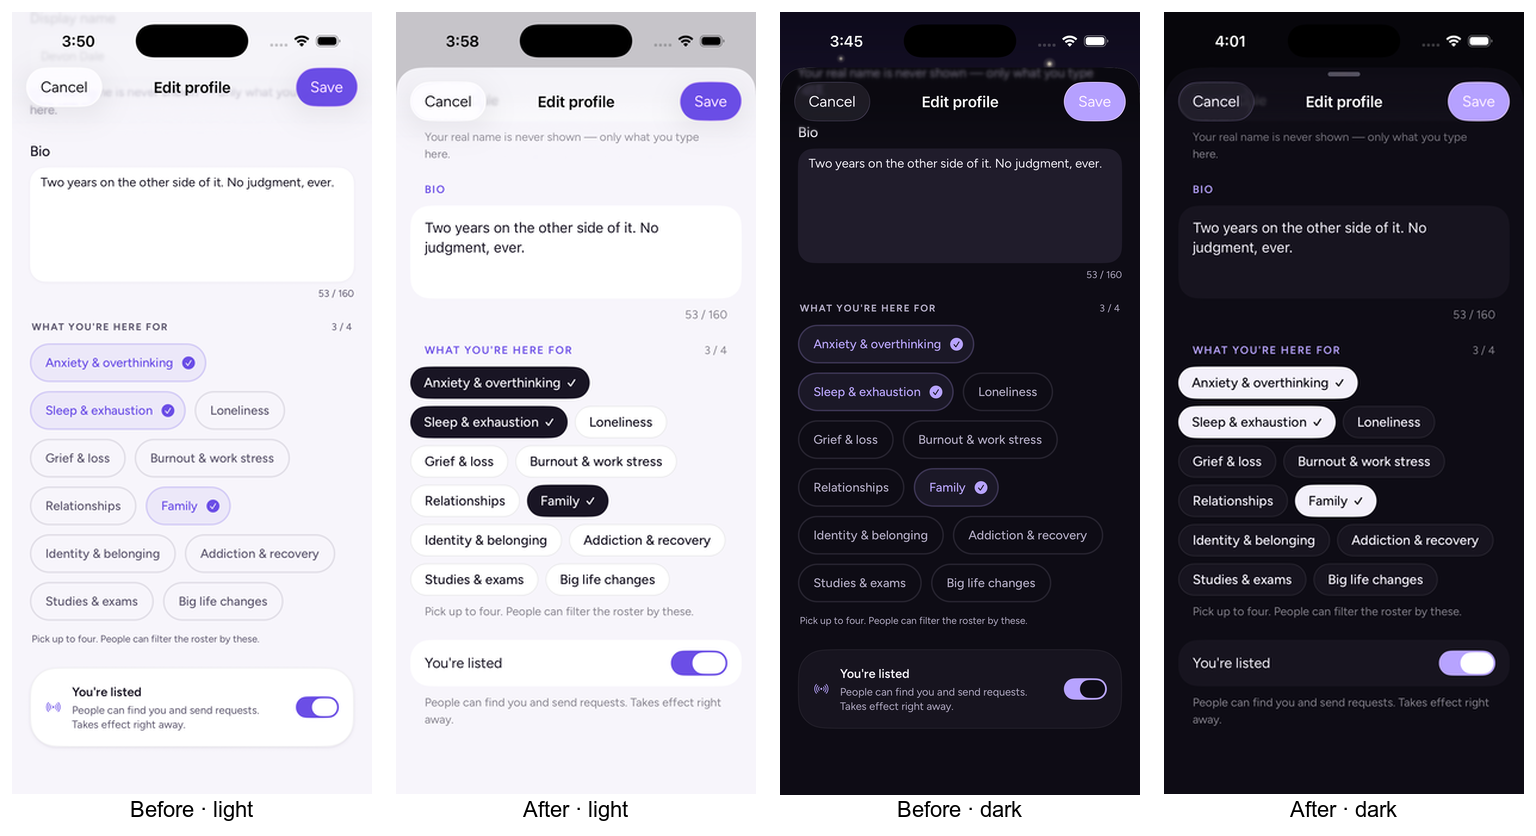 Display name
3:50
Cancel
Edit profile
Save
here.
Bio
Two years on the other side of it. No judgment, ever.
53 / 160
WHAT YOU'RE HERE FOR
3 / 4
Anxiety & overthinking
Sleep & exhaustion
Loneliness
Grief & loss
Burnout & work stress
Relationships
Family
Identity & belonging
Addiction & recovery
Studies & exams
Big life changes
Pick up to four. People can filter the roster by these.
You're listed
People can find you and send requests.
Takes effect right away.
Before · light
3:58
Cancel
Edit profile
Save
Your real name is never shown — only what you type
here.
BIO
Two years on the other side of it. No
judgment, ever.
53 / 160
WHAT YOU'RE HERE FOR
3 / 4
Anxiety & overthinking
Sleep & exhaustion
Loneliness
Grief & loss
Burnout & work stress
Relationships
Family
Identity & belonging
Addiction & recovery
Studies & exams
Big life changes
Pick up to four. People can filter the roster by these.
You're listed
People can find you and send requests. Takes effect right
away.
After · light
3:45
Your real name is never shown — only what you type
Cancel
Edit profile
Save
Bio
Two years on the other side of it. No judgment, ever.
53 / 160
WHAT YOU'RE HERE FOR
3 / 4
Anxiety & overthinking
Sleep & exhaustion
Loneliness
Grief & loss
Burnout & work stress
Relationships
Family
Identity & belonging
Addiction & recovery
Studies & exams
Big life changes
Pick up to four. People can filter the roster by these.
You're listed
People can find you and send requests.
Takes effect right away.
Before · dark
4:01
Cancel
Edit profile
Save
Your real name is never shown — only what you type
here.
BIO
Two years on the other side of it. No
judgment, ever.
53 / 160
WHAT YOU'RE HERE FOR
3 / 4
Anxiety & overthinking
Sleep & exhaustion
Loneliness
Grief & loss
Burnout & work stress
Relationships
Family
Identity & belonging
Addiction & recovery
Studies & exams
Big life changes
Pick up to four. People can filter the roster by these.
You're listed
People can find you and send requests. Takes effect right
away.
After · dark